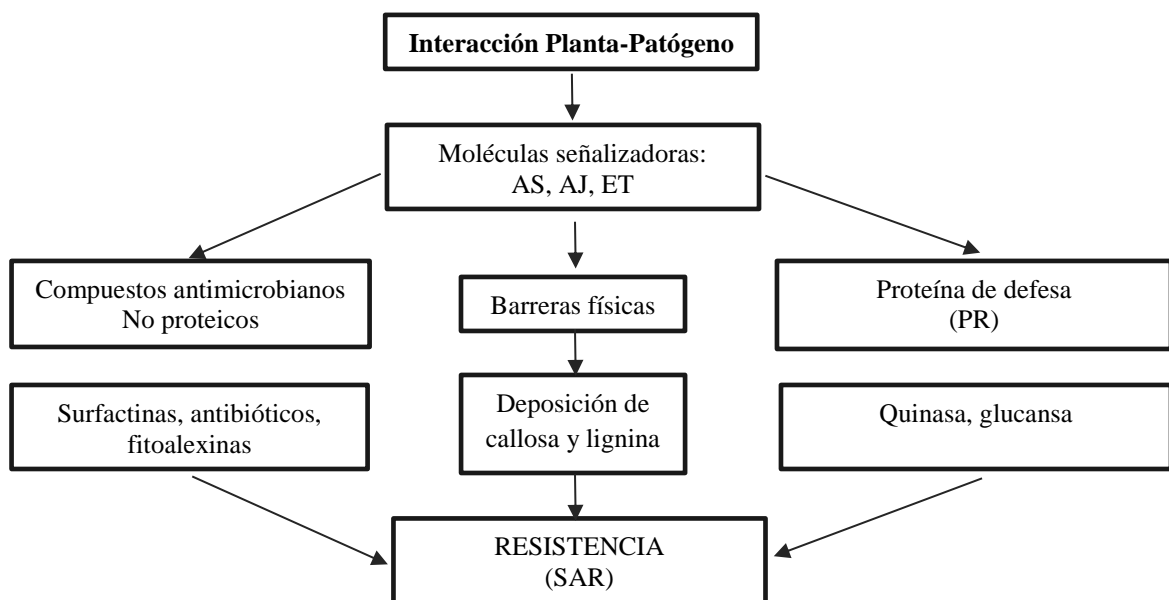 Interacción Planta-Patógeno
Moléculas señalizadoras:
AS, AJ, ET
Compuestos antimicrobianos
No proteicos
Barreras físicas
Proteína de defesa
(PR)
Surfactinas, antibióticos,
fitoalexinas
Deposición de
callosa y lignina
Quinasa, glucansa
RESISTENCIA
(SAR)